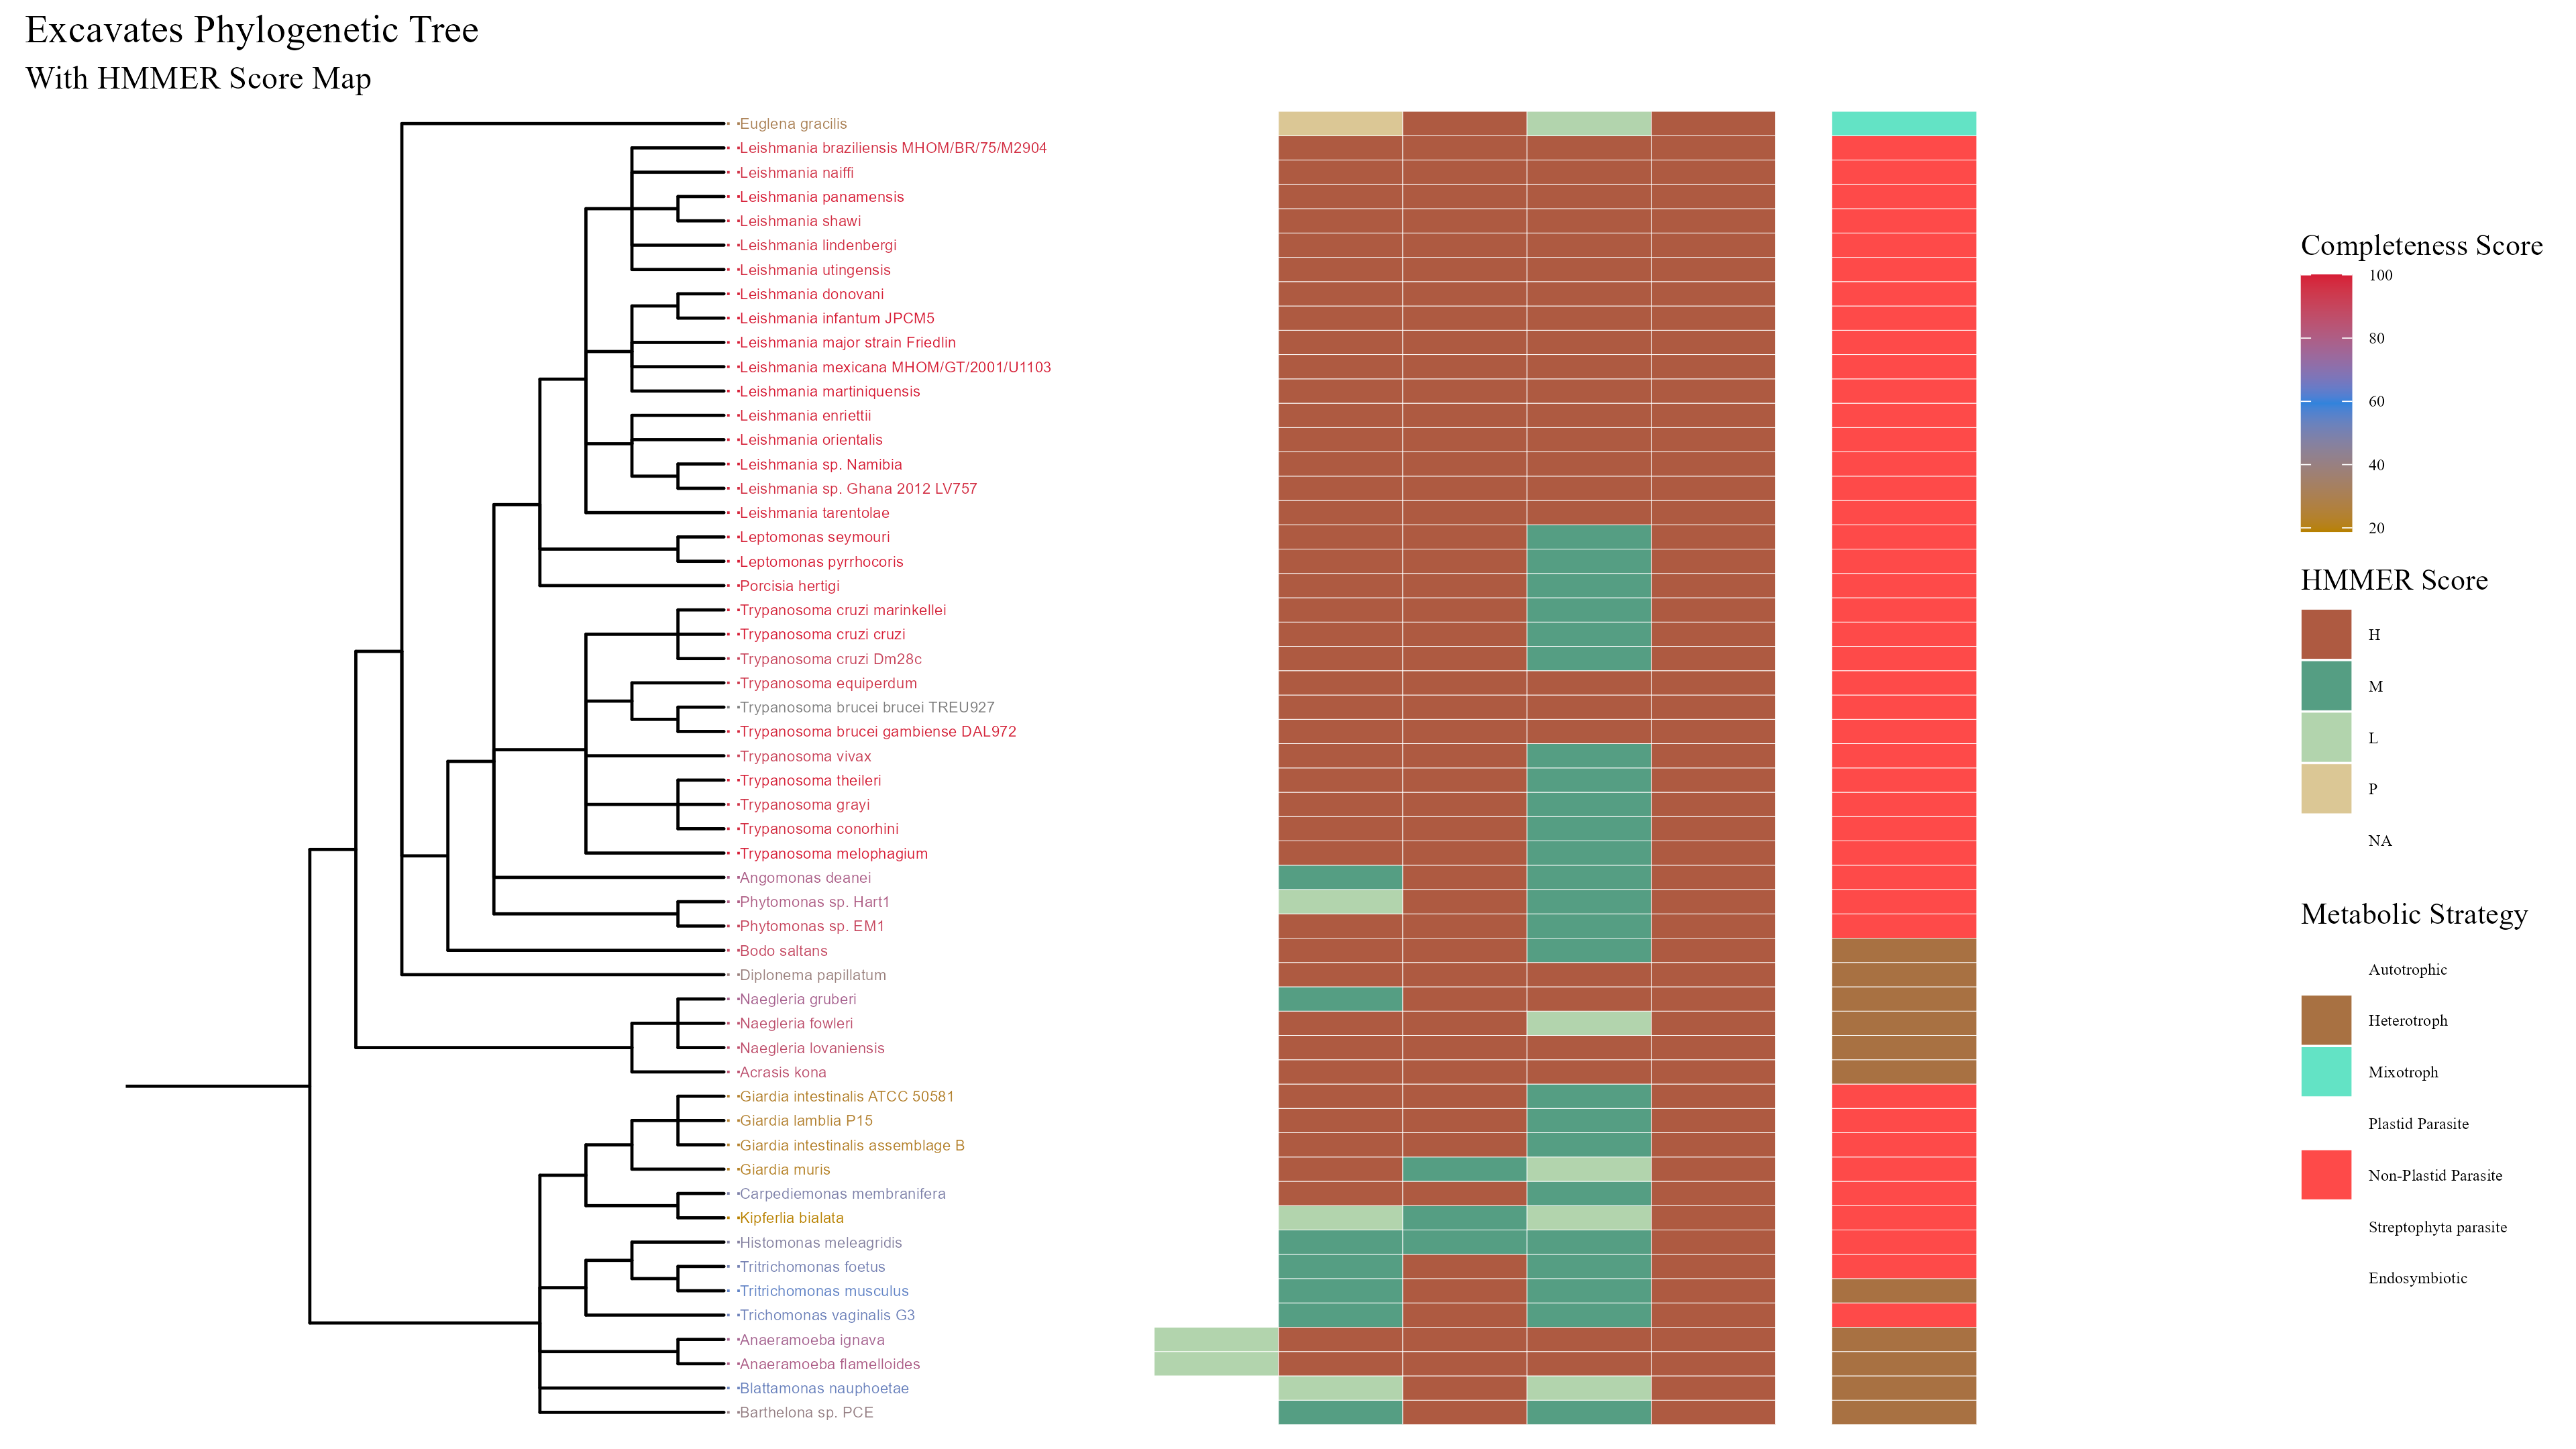 Excavates Phylogenetic Tree
With HMMER Score Map
Euglena gracilis
Leishmania braziliensis MHOM/BR/75/M2904
Leishmania naiffi
Leishmania panamensis
Leishmania shawi
Leishmania lindenbergi
Leishmania utingensis
Leishmania donovani
Leishmania infantum JPCM5
Leishmania major strain Friedlin
Leishmania mexicana MHOM/GT/2001/U1103
Leishmania martiniquensis
Leishmania enriettii
Leishmania orientalis
Leishmania sp. Namibia
Leishmania sp. Ghana 2012 LV757
Leishmania tarentolae
Leptomonas seymouri
Leptomonas pyrrhocoris
Porcisia hertigi
Trypanosoma cruzi marinkellei
Trypanosoma cruzi cruzi
Trypanosoma cruzi Dm28c
Trypanosoma equiperdum
Trypanosoma brucei brucei TREU927
Trypanosoma brucei gambiense DAL972
Trypanosoma vivax
Trypanosoma theileri
Trypanosoma grayi
Trypanosoma conorhini
Trypanosoma melophagium
Angomonas deanei
Phytomonas sp. Hart1
Phytomonas sp. EM1
Bodo saltans
Diplonema papillatum
Naegleria gruberi
Naegleria fowleri
Naegleria lovaniensis
Acrasis kona
Giardia intestinalis ATCC 50581
Giardia lamblia P15
Giardia intestinalis assemblage B
Giardia muris
Carpediemonas membranifera
Kipferlia bialata
Histomonas meleagridis
Tritrichomonas foetus
Tritrichomonas musculus
Trichomonas vaginalis G3
Anaeramoeba ignava
Anaeramoeba flamelloides
Blattamonas nauphoetae
Barthelona sp. PCE
Completeness Score
100
80
60
40
20
HMMER Score
H
M
L
P
NA
Metabolic Strategy
Autotrophic
Heterotroph
Mixotroph
Plastid Parasite
Non-Plastid Parasite
Streptophyta parasite
Endosymbiotic